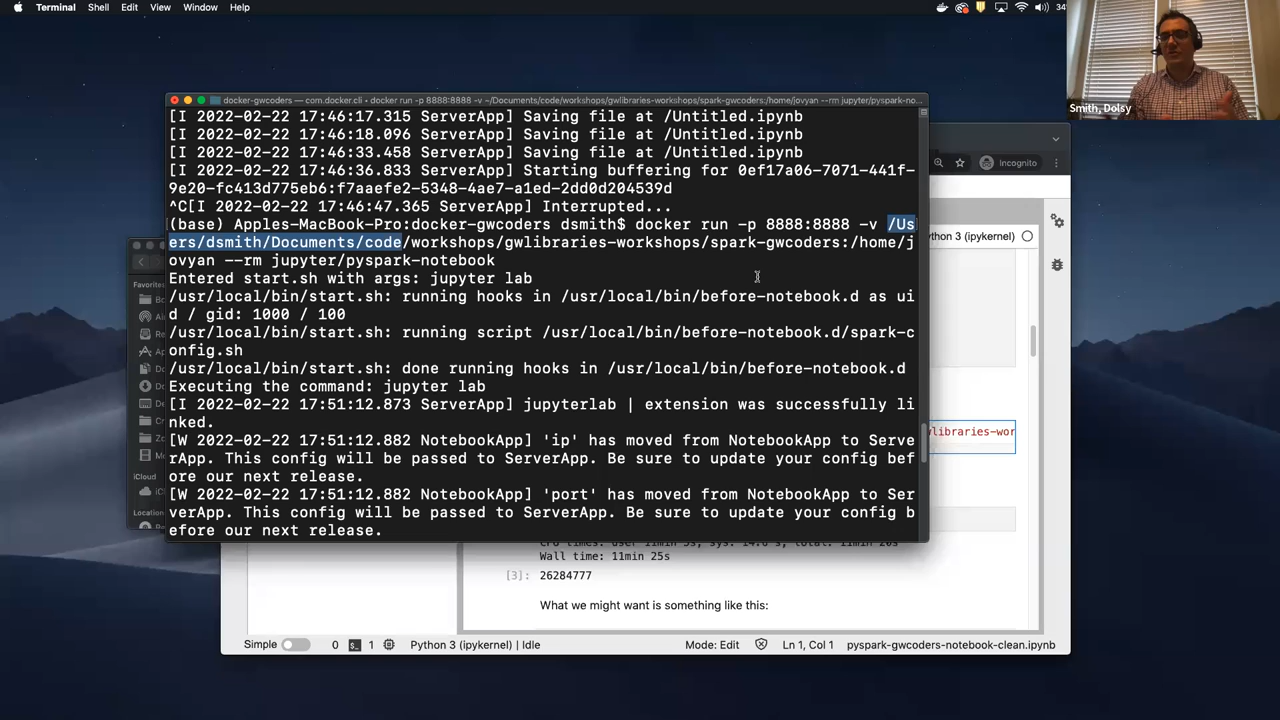 Terminal Shell Edit View Window Help
34
Smith, Dolsy
docker-gwcoders — com.docker.cli • docker run -p 8888:8888 -v ~/Documents/code/workshops/gwlibraries-workshops/spark-gwcoders:/home/jovyan --rm jupyter/pyspark-no...
[I 2022-02-22 17:46:17.315 ServerApp] Saving file at /Untitled.ipynb
[I 2022-02-22 17:46:18.096 ServerApp] Saving file at /Untitled.ipynb
[I 2022-02-22 17:46:33.458 ServerApp] Saving file at /Untitled.ipynb
[I 2022-02-22 17:46:36.833 ServerApp] Starting buffering for 0ef17a06-7071-441f-
9e20-fc413d775eb6:f7aaefe2-5348-4ae7-a1ed-2dd0d204539d
^C[I 2022-02-22 17:46:47.365 ServerApp] Interrupted...
(base) Apples-MacBook-Pro:docker-gwcoders dsmith$ docker run -p 8888:8888 -v /Us
ers/dsmith/Documents/code/workshops/gwlibraries-workshops/spark-gwcoders:/home/j
ovyan --rm jupyter/pyspark-notebook
Entered start.sh with args: jupyter lab
/usr/local/bin/start.sh: running hooks in /usr/local/bin/before-notebook.d as ui
d / gid: 1000 / 100
/usr/local/bin/start.sh: running script /usr/local/bin/before-notebook.d/spark-c
onfig.sh
/usr/local/bin/start.sh: done running hooks in /usr/local/bin/before-notebook.d
Executing the command: jupyter lab
[I 2022-02-22 17:51:12.873 ServerApp] jupyterlab | extension was successfully li
nked.
[W 2022-02-22 17:51:12.882 NotebookApp] 'ip' has moved from NotebookApp to Serve
rApp. This config will be passed to ServerApp. Be sure to update your config bef
ore our next release.
[W 2022-02-22 17:51:12.882 NotebookApp] 'port' has moved from NotebookApp to Ser
verApp. This config will be passed to ServerApp. Be sure to update your config b
efore our next release.
Incognito
thon 3 (ipykernel)
libraries-wor
Favorites
iCloud
Wall time: 11min 25s
[3]: 26284777
What we might want is something like this:
Simple 0 1 Python 3 (ipykernel) | Idle Mode: Edit Ln 1, Col 1 pyspark-gwcoders-notebook-clean.ipynb